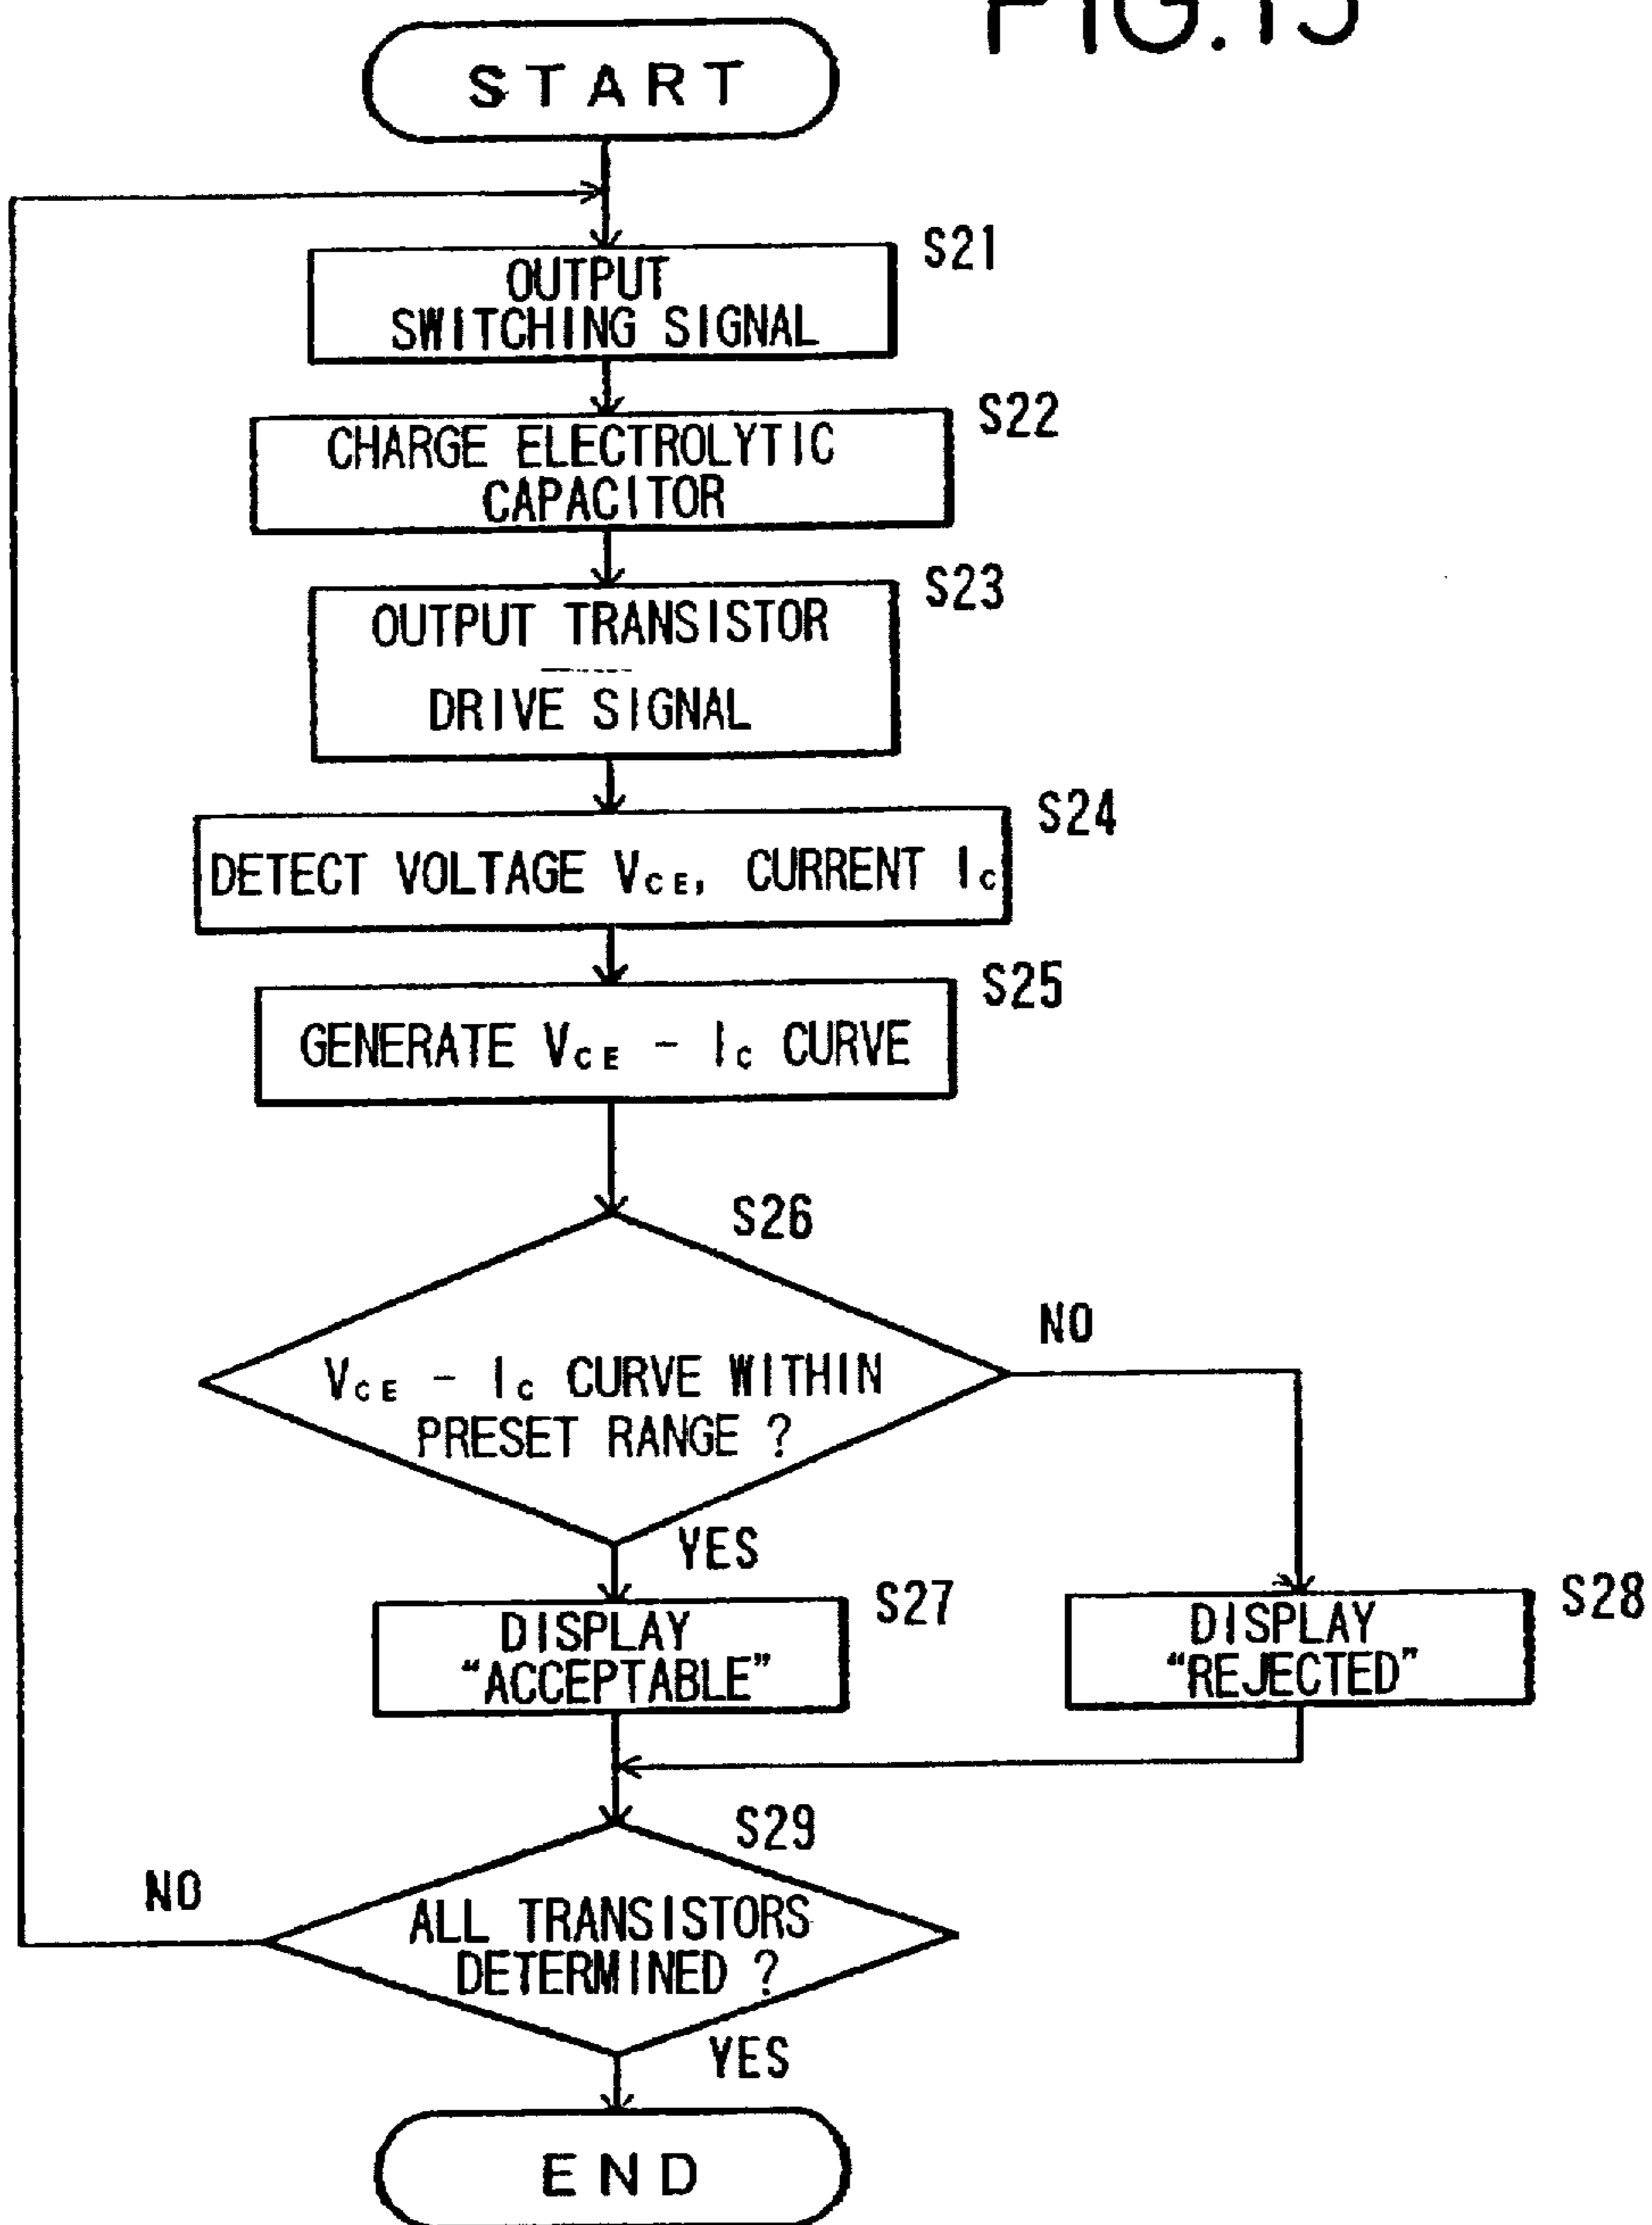 FIG.15
START
S21
OUTPUT
SWITCHING SIGNAL
S22
CHARGE ELECTROLYTIC
CAPACITOR
S23
OUTPUT TRANSISTOR
DRIVE SIGNAL
S24
DETECT VOLTAGE VCE, CURRENT IC
S25
GENERATE VCE - IC CURVE
S26
NO
VCE - IC CURVE WITHIN
PRESET RANGE ?
YES
S27
DISPLAY
“ACCEPTABLE”
S28
DISPLAY
“REJECTED”
S29
NO
ALL TRANSISTORS
DETERMINED ?
YES
END